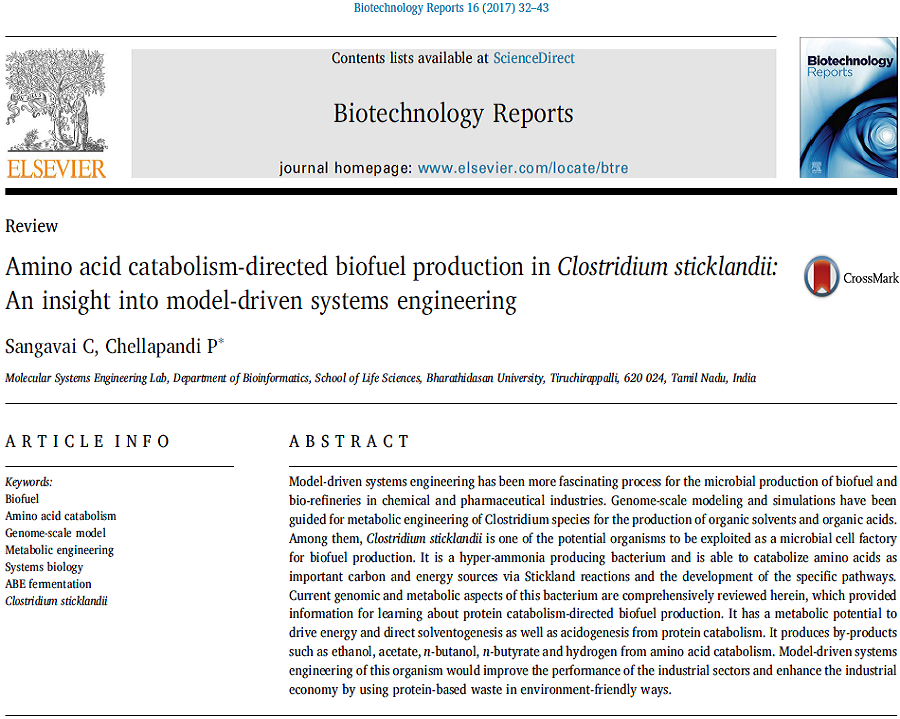 Biotechnology Reports 16 (2017) 32–43
Contents lists available at ScienceDirect
Biotechnology Reports
journal homepage: www.elsevier.com/locate/btre
ELSEVIER
Biotechnology
Reports
Review
Amino acid catabolism-directed biofuel production in Clostridium sticklandii:
An insight into model-driven systems engineering
CrossMark
Sangavai C, Chellapandi P*
Molecular Systems Engineering Lab, Department of Bioinformatics, School of Life Sciences, Bharathidasan University, Tiruchirappalli, 620 024, Tamil Nadu, India
ARTICLE INFO
Keywords:
Biofuel
Amino acid catabolism
Genome-scale model
Metabolic engineering
Systems biology
ABE fermentation
Clostridium sticklandii
ABSTRACT
Model-driven systems engineering has been more fascinating process for the microbial production of biofuel and
bio-refineries in chemical and pharmaceutical industries. Genome-scale modeling and simulations have been
guided for metabolic engineering of Clostridium species for the production of organic solvents and organic acids.
Among them, Clostridium sticklandii is one of the potential organisms to be exploited as a microbial cell factory
for biofuel production. It is a hyper-ammonia producing bacterium and is able to catabolize amino acids as
important carbon and energy sources via Stickland reactions and the development of the specific pathways.
Current genomic and metabolic aspects of this bacterium are comprehensively reviewed herein, which provided
information for learning about protein catabolism-directed biofuel production. It has a metabolic potential to
drive energy and direct solventogenesis as well as acidogenesis from protein catabolism. It produces by-products
such as ethanol, acetate, n-butanol, n-butyrate and hydrogen from amino acid catabolism. Model-driven systems
engineering of this organism would improve the performance of the industrial sectors and enhance the industrial
economy by using protein-based waste in environment-friendly ways.